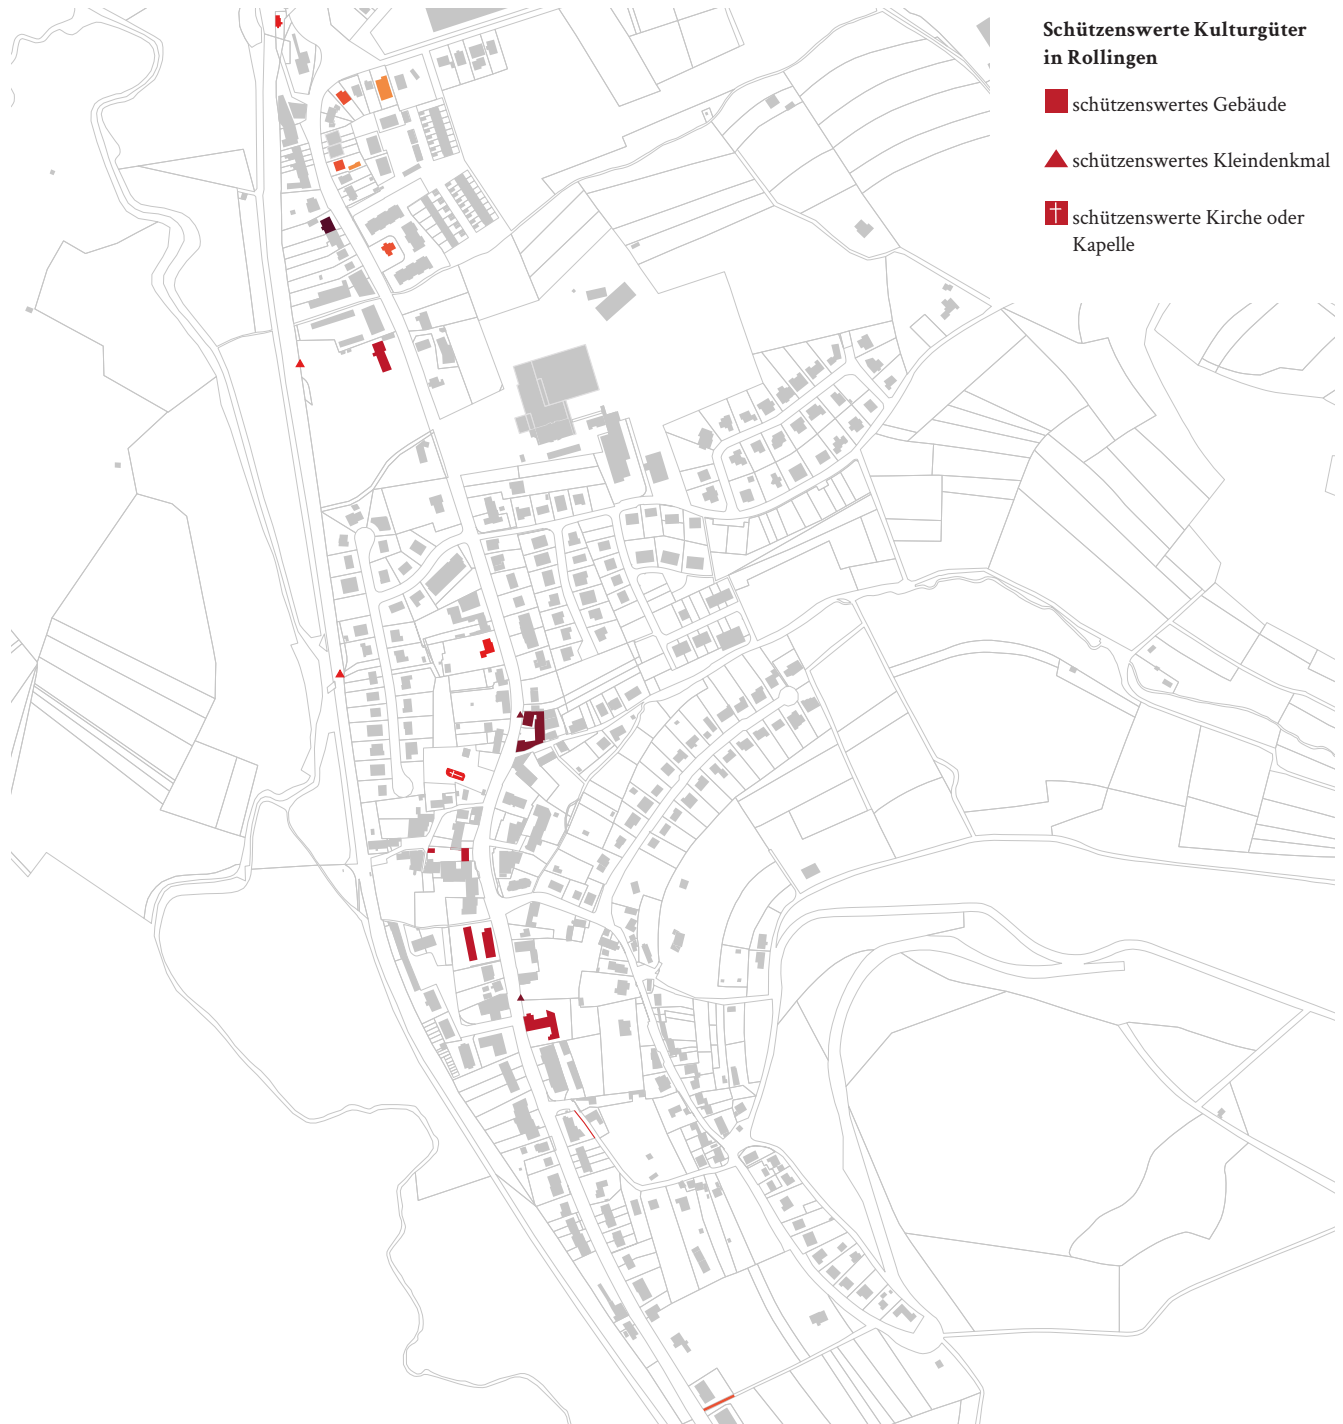 Schützenswerte Kulturgüter
in Rollingen
schützenswertes Gebäude
schützenswertes Kleindenkmal
schützenswerte Kirche oder
Kapelle